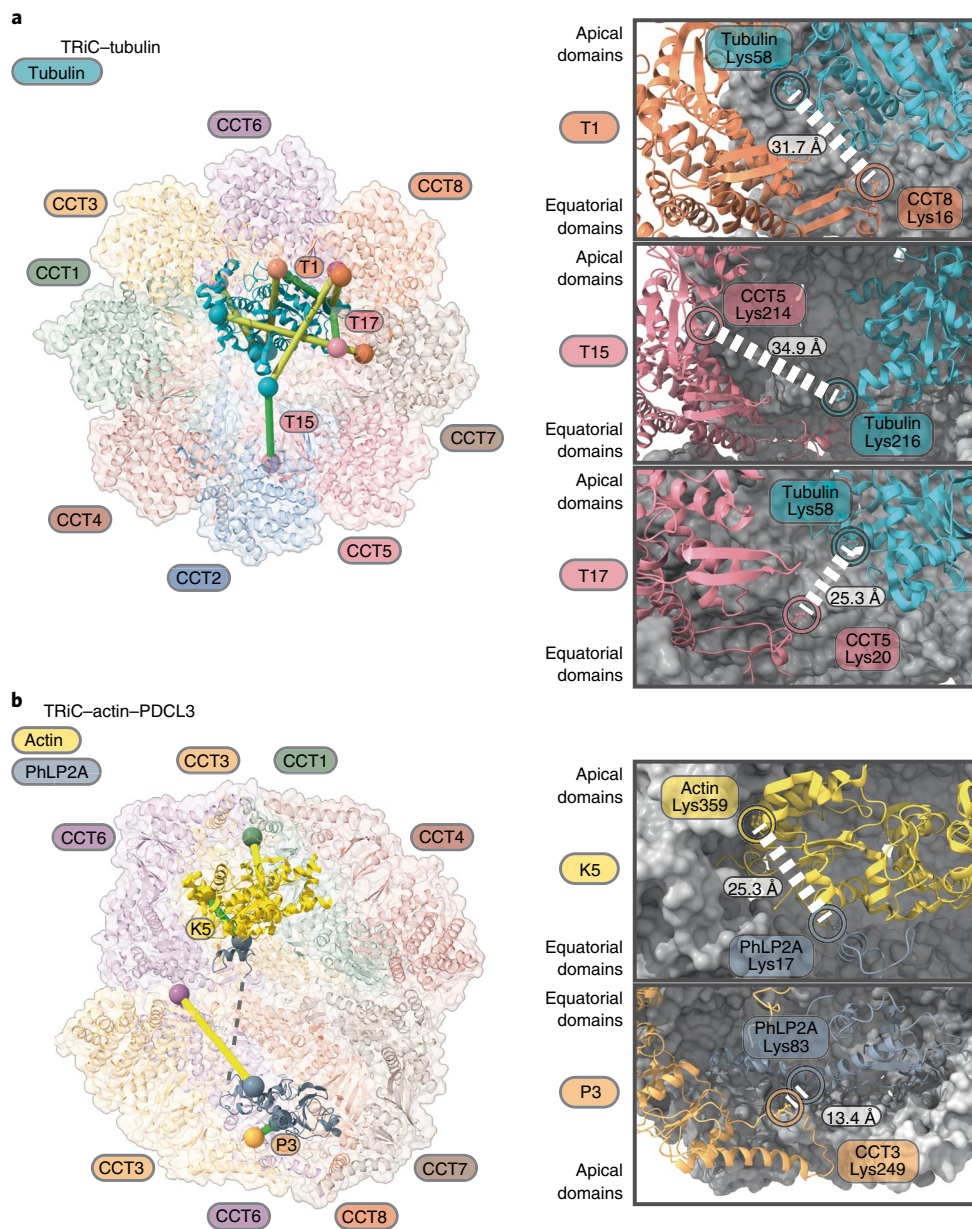 a
TRiC–tubulin
Tubulin
CCT6
CCT3
CCT8
CCT1
T1
T17
T15
CCT7
CCT4
CCT5
CCT2
Apical
domains
T1
Equatorial
domains
Tubulin
Lys58
31.7 Å
CCT8
Lys16
Apical
domains
T15
Equatorial
domains
CCT5
Lys214
34.9 Å
Tubulin
Lys216
Apical
domains
T17
Equatorial
domains
Tubulin
Lys58
25.3 Å
CCT5
Lys20
b
TRiC–actin–PDCL3
Actin
PhLP2A
CCT3
CCT1
CCT6
CCT4
K5
P3
CCT3
CCT7
CCT6
CCT8
Apical
domains
K5
Equatorial
domains
Actin
Lys359
25.3 Å
PhLP2A
Lys17
Equatorial
domains
P3
Apical
domains
PhLP2A
Lys83
13.4 Å
CCT3
Lys249